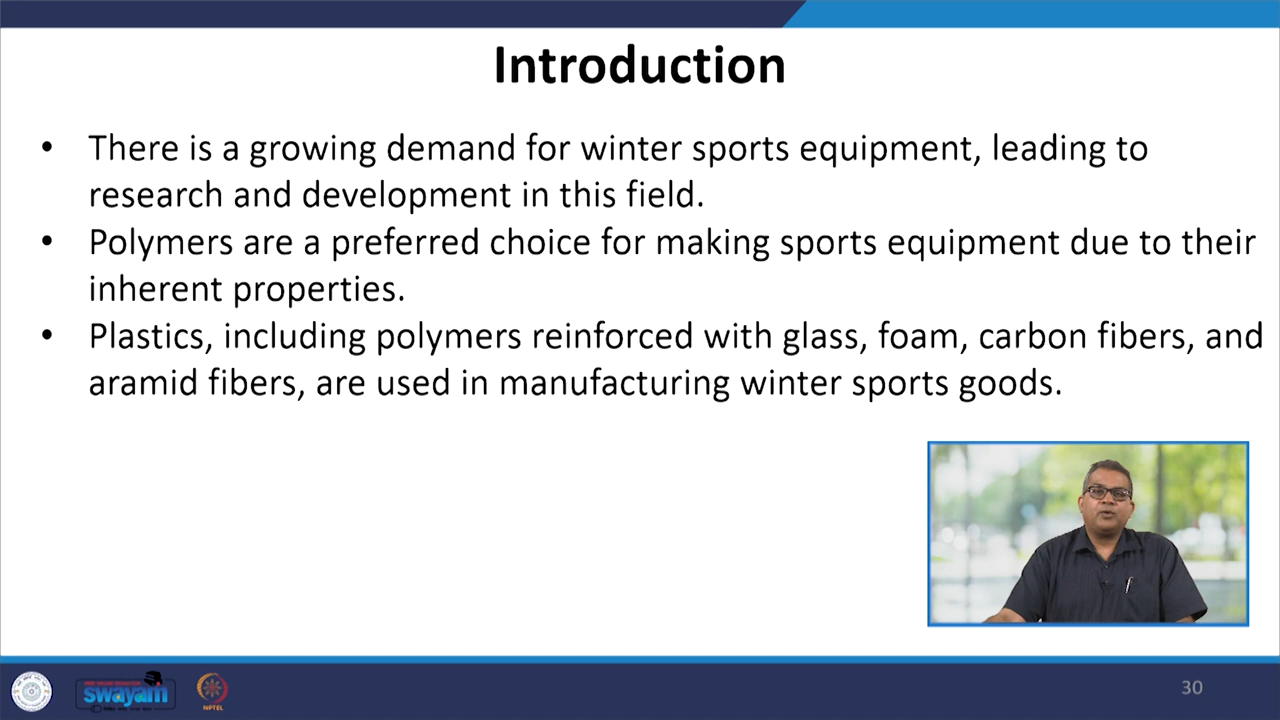 Introduction
• There is a growing demand for winter sports equipment, leading to
research and development in this field.
• Polymers are a preferred choice for making sports equipment due to their
inherent properties.
• Plastics, including polymers reinforced with glass, foam, carbon fibers, and
aramid fibers, are used in manufacturing winter sports goods.
swayam
NPTEL
30